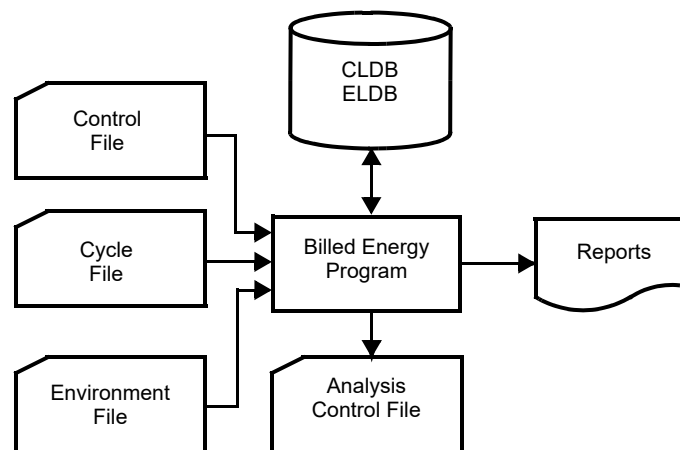 CLDB
ELDB
Control
File
Cycle
File
Billed Energy
Program
Reports
Environment
File
Analysis
Control File